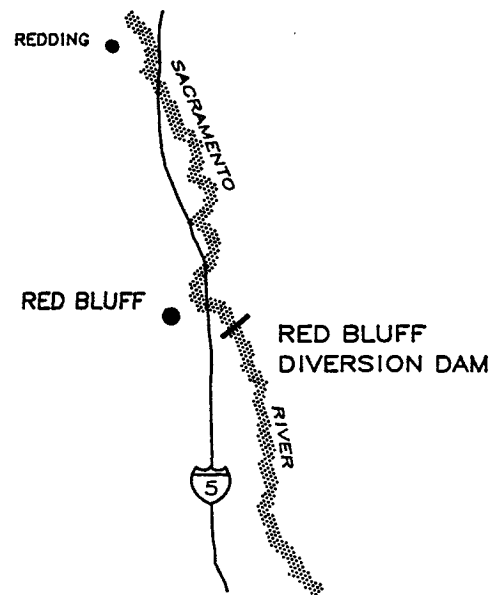 REDDING
SACRAMENTO
RED BLUFF
RED BLUFF
DIVERSION DAM
RIVER
5